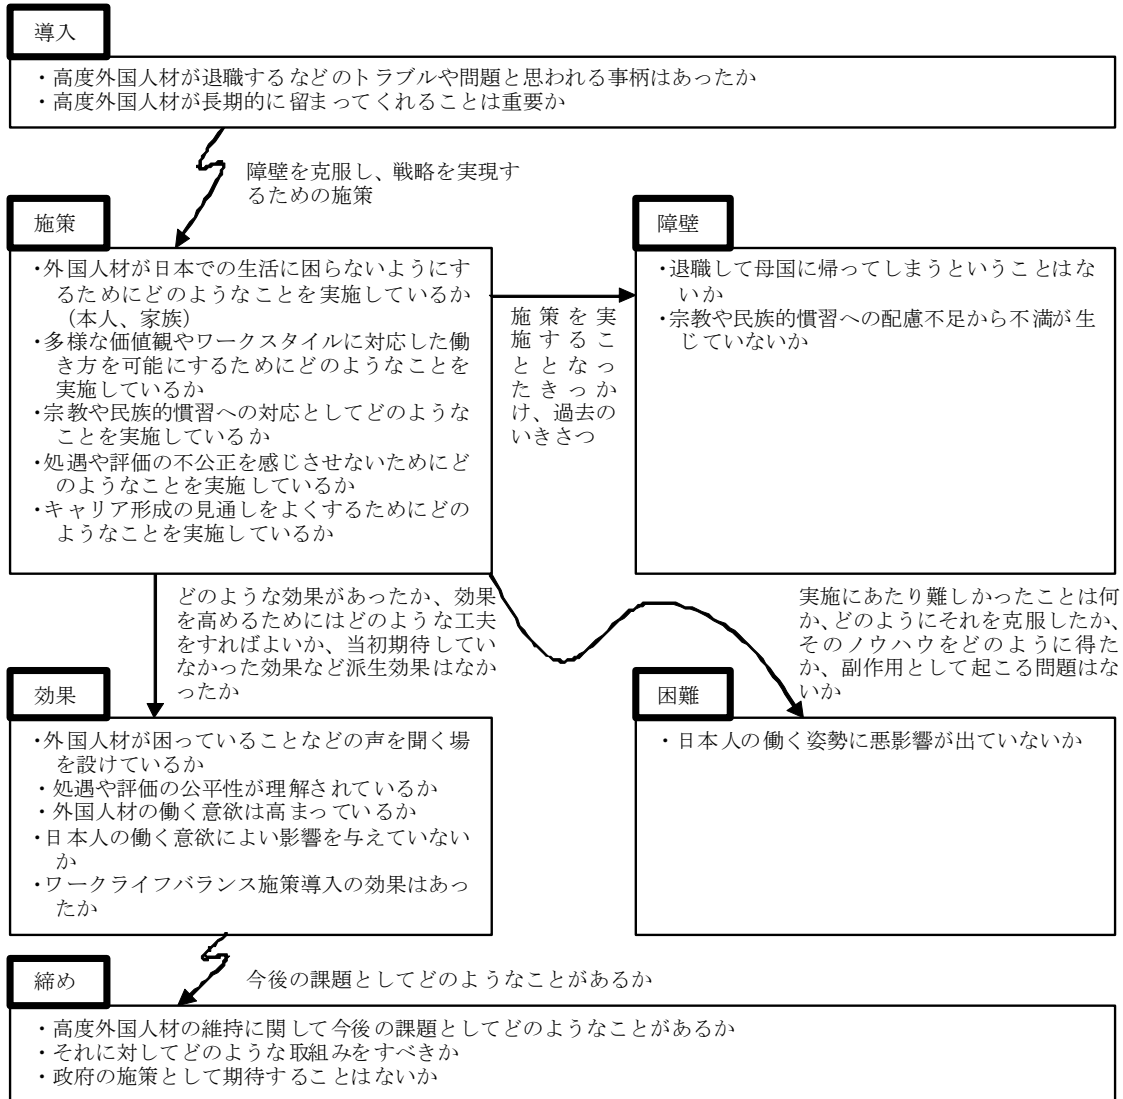 導入
・高度外国人材が退職するなどのトラブルや問題と思われる事柄はあったか
・高度外国人材が長期的に留まってくれることは重要か
障壁を克服し、戦略を実現す
るための施策
施策
・外国人材が日本での生活に困らないようにす
るためにどのようなことを実施しているか
（本人、家族）
・多様な価値観やワークスタイルに対応した働
き方を可能にするためにどのようなことを
実施しているか
・宗教や民族的慣習への対応としてどのような
ことを実施しているか
・処遇や評価の不公正を感じさせないためにど
のようなことを実施しているか
・キャリア形成の見通しをよくするためにどの
ようなことを実施しているか
施策を実
施するこ
ととなっ
たきっか
け、過去の
いきさつ
障壁
・退職して母国に帰ってしまうということはな
いか
・宗教や民族的慣習への配慮不足から不満が生
じていないか
どのような効果があったか、効果
を高めるためにはどのような工夫
をすればよいか、当初期待してい
なかった効果など派生効果はなか
ったか
実施にあたり難しかったことは何
か、どのようにそれを克服したか、
そのノウハウをどのように得た
か、副作用として起こる問題はな
いか
効果
・外国人材が困っていることなどの声を聞く場
を設けているか
・処遇や評価の公平性が理解されているか
・外国人材の働く意欲は高まっているか
・日本人の働く意欲によい影響を与えていない
か
・ワークライフバランス施策導入の効果はあっ
たか
困難
・日本人の働く姿勢に悪影響が出ていないか
今後の課題としてどのようなことがあるか
締め
・高度外国人材の維持に関して今後の課題としてどのようなことがあるか
・それに対してどのような取組みをすべきか
・政府の施策として期待することはないか